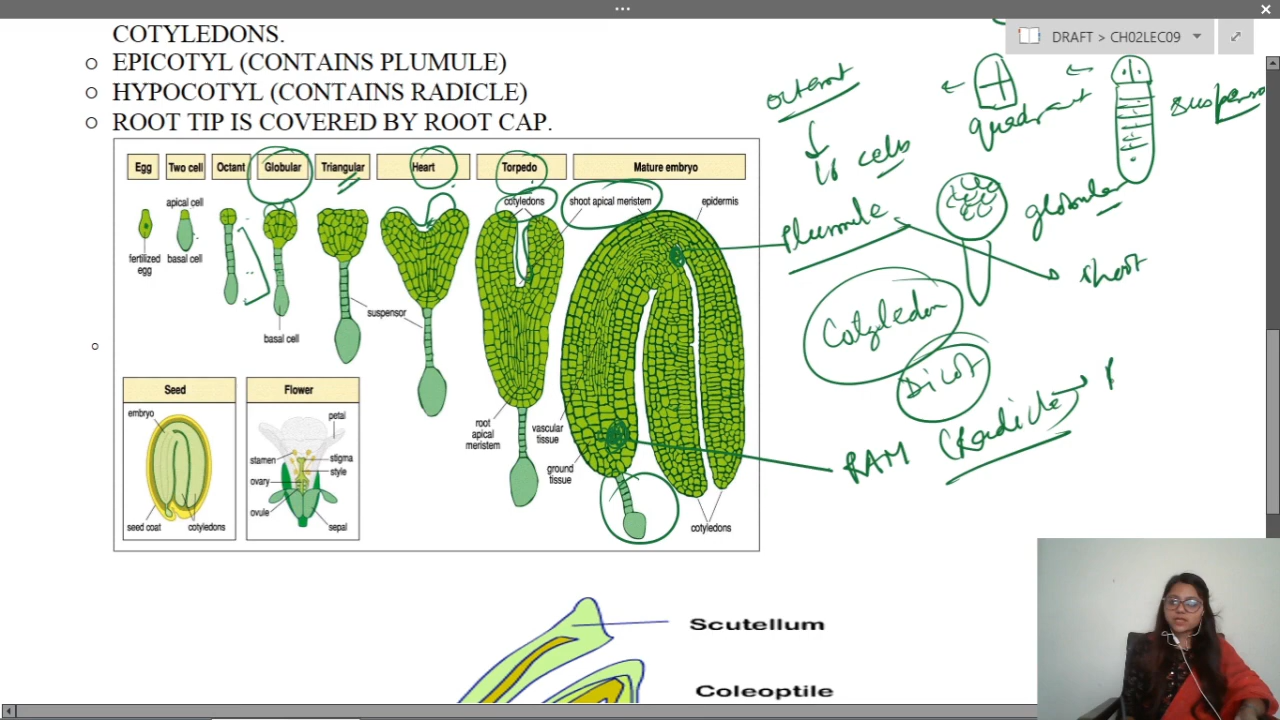 DRAFT > CH02LEC09
COTYLEDONS.
EPICOTYL (CONTAINS PLUMULE)
HYPOCOTYL (CONTAINS RADICLE)
ROOT TIP IS COVERED BY ROOT CAP.
Egg
Two cell
Octant
Globular
Triangular
Heart
Torpedo
Mature embryo
apical cell
cotyledons
shoot apical meristem
epidermis
fertilized
egg
basal cell
suspensor
basal cell
root
apical
meristem
vascular
tissue
ground
tissue
cotyledons
Seed
embryo
seed coat
cotyledons
Flower
petal
stamen
stigma
style
ovary
ovule
sepal
quadrant
cells
globular
Plumule
shoot
Cotyledon
Dicot
RAM (Radicle)
Scutellum
Coleoptile